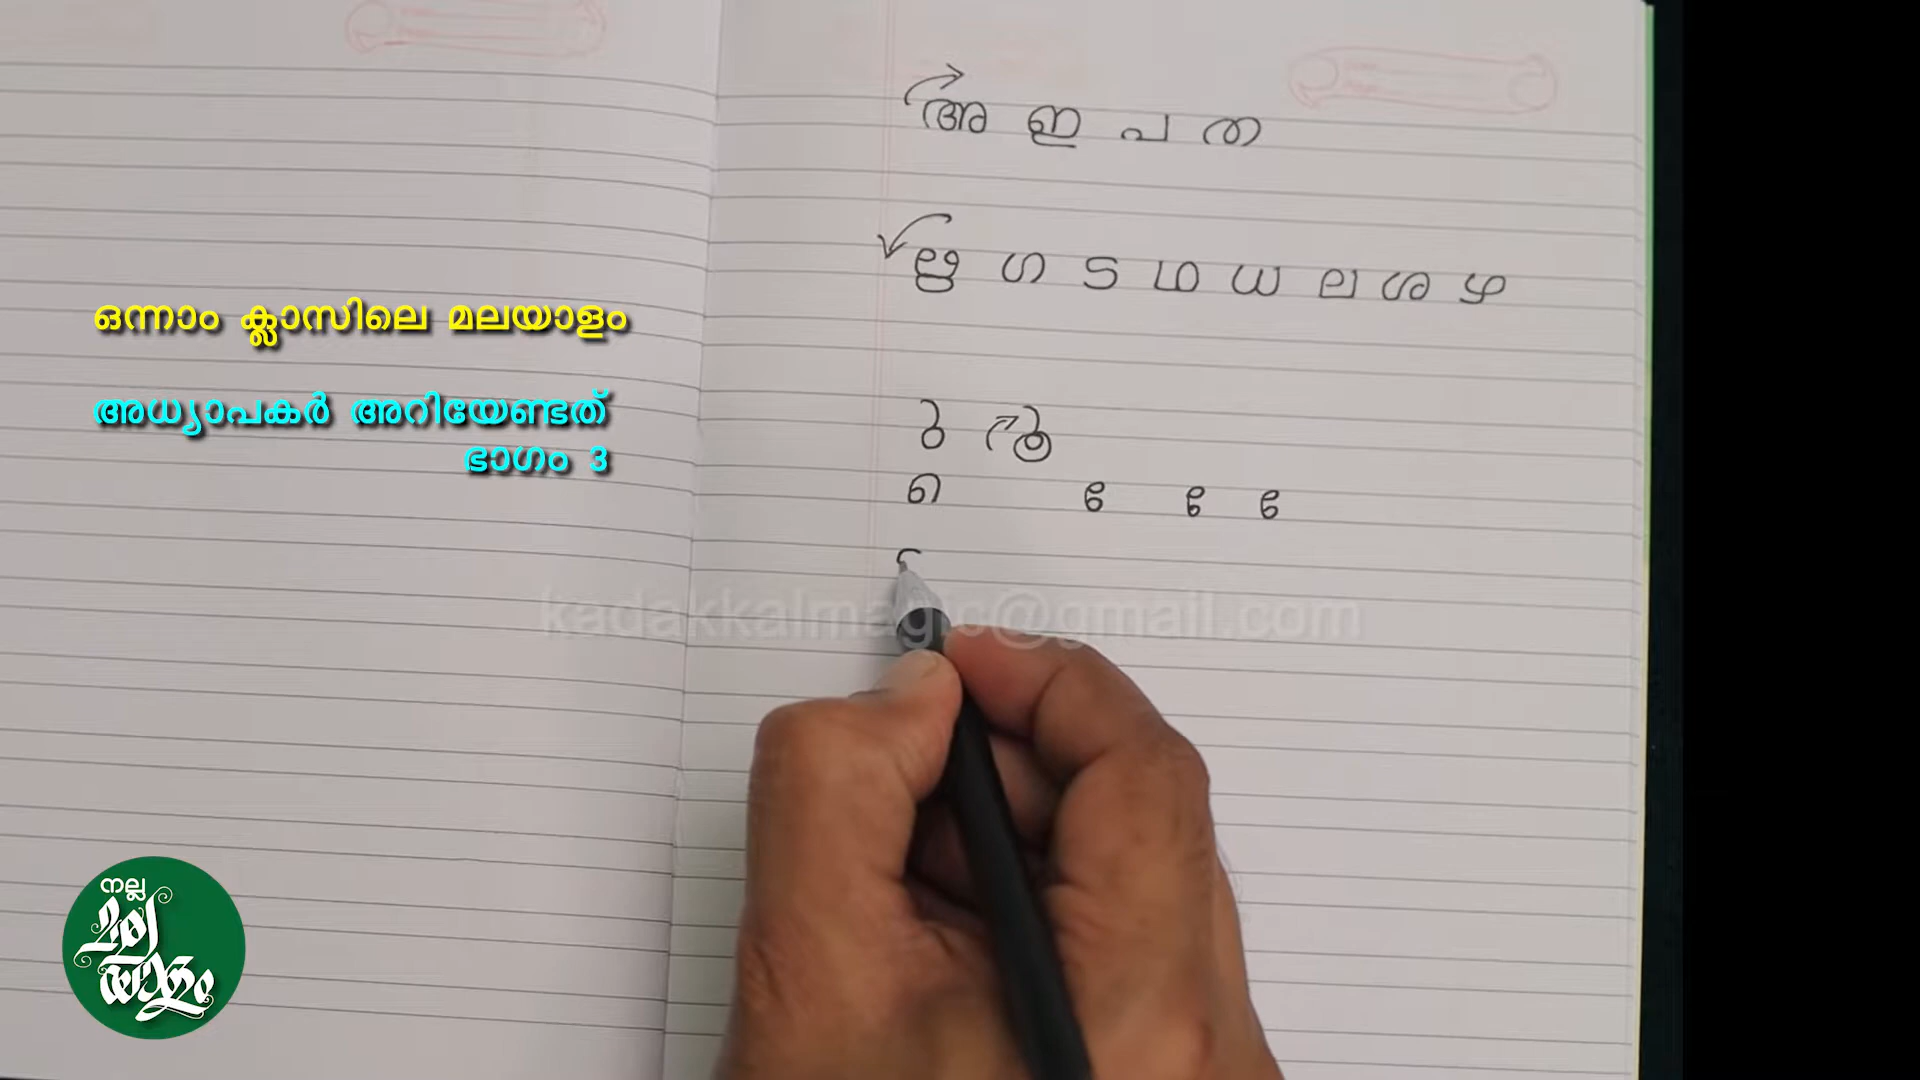 അ ഇ പ ത
ഋ ഗ ട ഥ ധ ല ശ ഴ
ു ൂ
െ േ േ േ
ഒന്നാം ക്ലാസിലെ മലയാളം
അധ്യാപകർ അറിയേണ്ടത്
ഭാഗം 3
kadakkalmagic@gmail.com
നല്ല
മലയാളം